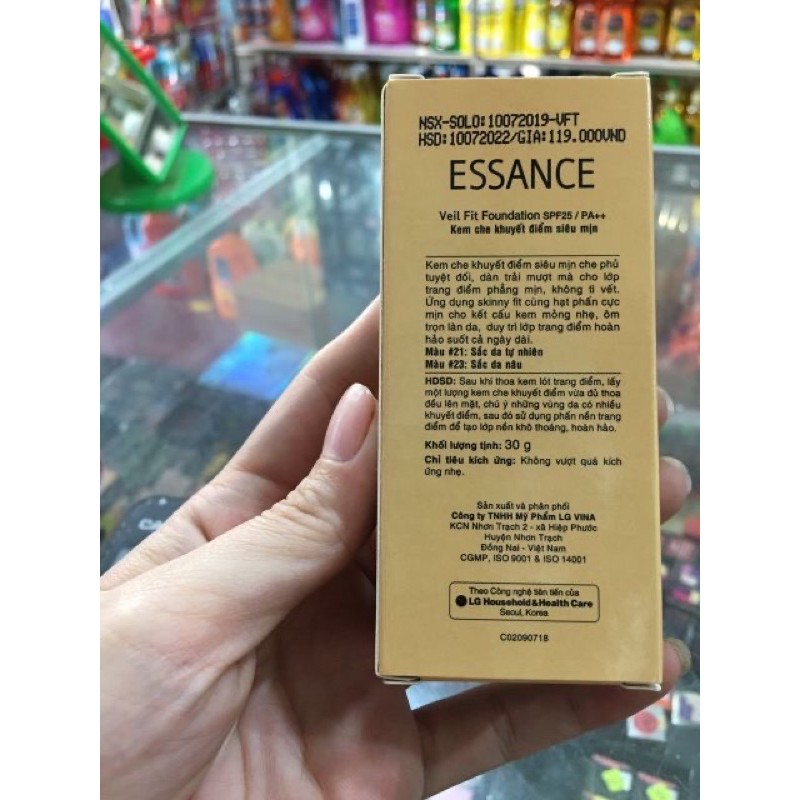 NSX-SOLO:10072019-VFT
HSD:10072022/GIA:119.000VND
ESSANCE
Veil Fit Foundation SPF25 / PA++
Kem che khuyết điểm siêu mịn
Kem che khuyết điểm siêu mịn che phủ
tuyệt đối, dàn trải mượt mà cho lớp
trang điểm phẳng mịn, không tì vết.
Ứng dụng skinny fit cùng hạt phấn cực
mịn cho kết cấu kem mỏng nhẹ, ôm
trọn làn da, duy trì lớp trang điểm hoàn
hảo suốt cả ngày dài.
Màu #21: Sắc da tự nhiên
Màu #23: Sắc da nâu
HDSD: Sau khi thoa kem lót trang điểm, lấy
một lượng kem che khuyết điểm vừa đủ thoa
đều lên mặt, chú ý những vùng da có nhiều
khuyết điểm, sau đó sử dụng phấn nền trang
điểm để tạo lớp nền khô thoáng, hoàn hảo.
Khối lượng tịnh: 30 g
Chỉ tiêu kích ứng: Không vượt quá kích
ứng nhẹ.
Sản xuất và phân phối
Công ty TNHH Mỹ Phẩm LG VINA
KCN Nhơn Trạch 2 - xã Hiệp Phước
Huyện Nhơn Trạch
Đồng Nai - Việt Nam
CGMP, ISO 9001 & ISO 14001
Theo Công nghệ tiên tiến của
LG Household & Health Care
Seoul, Korea
C02090718